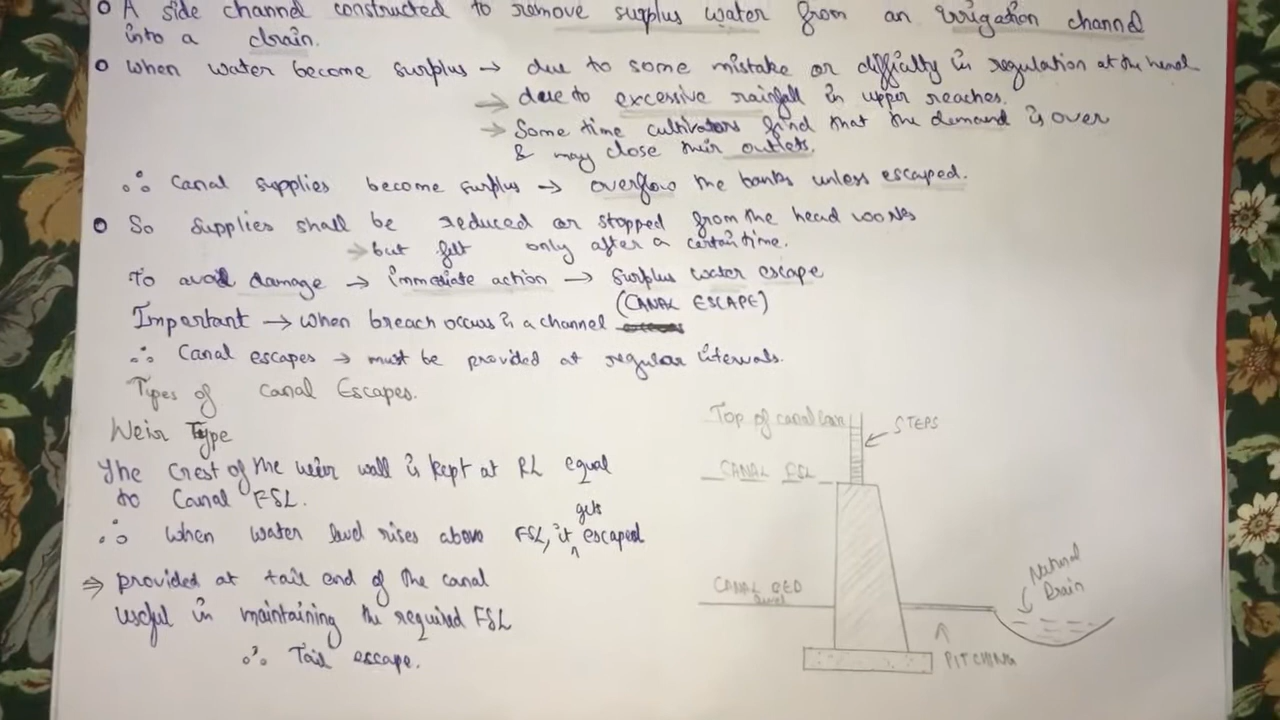 o A side channel constructed to remove surplus water from an irrigation channel
into a drain.
o When water become surplus → due to some mistake or difficlty in regulation at the head
→ due to excessive rainfall in upper reaches.
→ Some time cultivators find that the demand is over
& may close their outlets.
∴ Canal supplies become surplus → overflow the banks unless escaped.
o So supplies shall be reduced or stopped from the head works
→ but felt only after a certain time.
To avoid damage → immediate action → surplus water escape
(CANAL ESCAPE)
Important → When breach occurs in a channel
∴ Canal escapes → must be provided at regular intervals.
Types of Canal Escapes.
Weir Type
The crest of the weir wall is kept at RL equal
to Canal FSL.
∴ When water level rises above FSL, it gets escaped
⇒ provided at tail end of the canal
useful in maintaining the required FSL
∴ Tail escape.
Top of canal
STEPS
CANAL FSL
CANAL BED
level
Natural
Drain
PITCHING